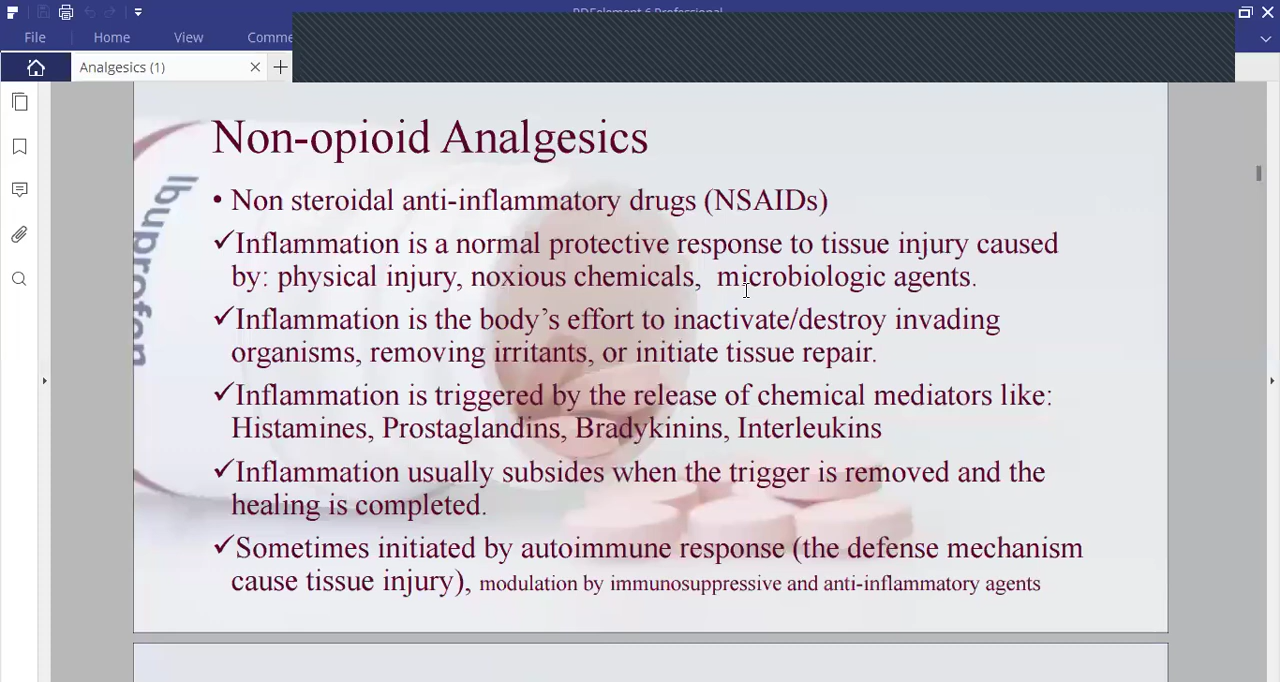 PDFelement 6 Professional
File Home View Comme
Analgesics (1)
Non-opioid Analgesics
• Non steroidal anti-inflammatory drugs (NSAIDs)
✓Inflammation is a normal protective response to tissue injury caused
by: physical injury, noxious chemicals, microbiologic agents.
✓Inflammation is the body’s effort to inactivate/destroy invading
organisms, removing irritants, or initiate tissue repair.
✓Inflammation is triggered by the release of chemical mediators like:
Histamines, Prostaglandins, Bradykinins, Interleukins
✓Inflammation usually subsides when the trigger is removed and the
healing is completed.
✓Sometimes initiated by autoimmune response (the defense mechanism
cause tissue injury), modulation by immunosuppressive and anti-inflammatory agents
Ibuprofen